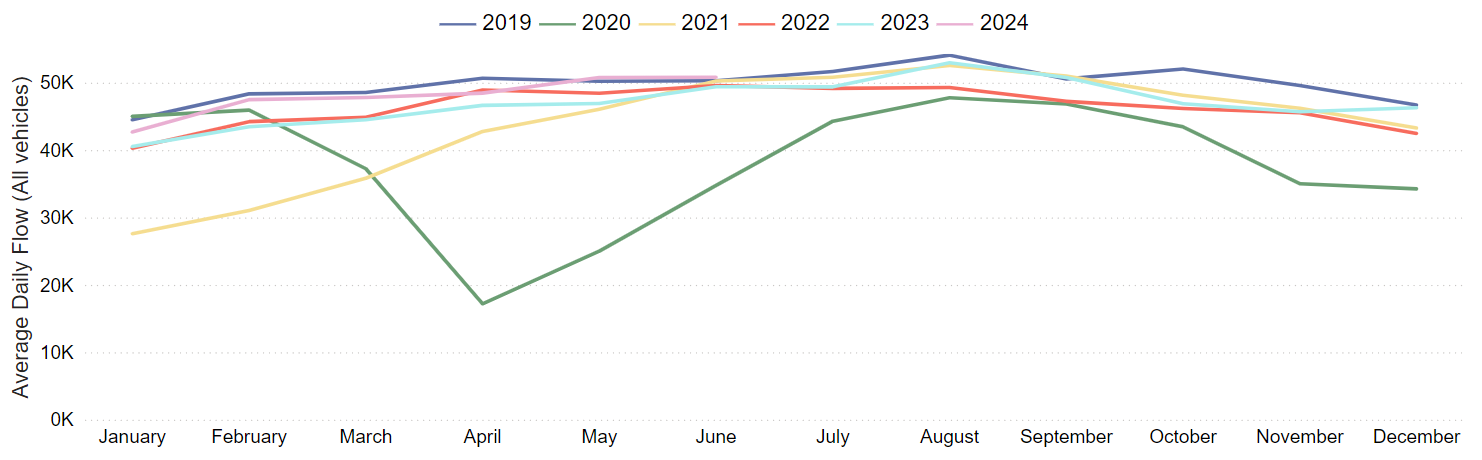 2019 2020 2021 2022 2023 2024
Average Daily Flow (All vehicles)
50K
40K
30K
20K
10K
0K
January February March April May June July August September October November December